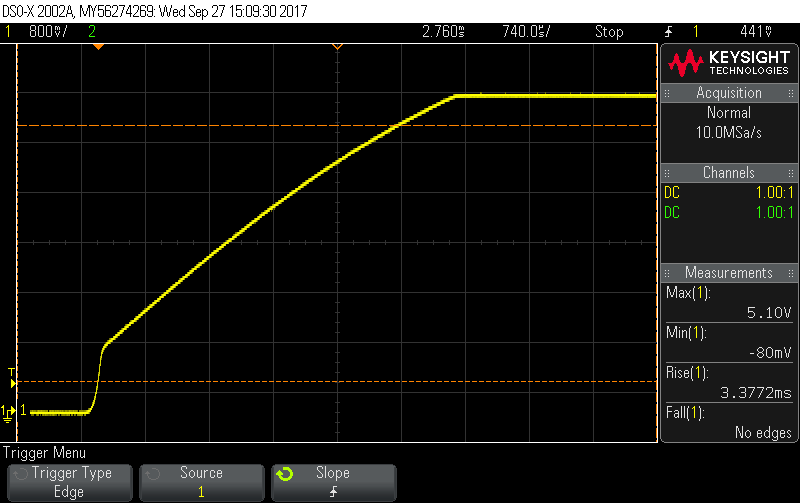 DSO-X 2002A, MY56274269: Wed Sep 27 15:09:30 2017
1 800▿/ 2 2.760s 740.0s/ Stop 1 441▿
KEYSIGHT
TECHNOLOGIES
Acquisition
Normal
10.0MSa/s
Channels
DC 1.00:1
DC 1.00:1
Measurements
Max(1):
5.10V
Min(1):
-80mV
Rise(1):
3.3772ms
Fall(1):
No edges
T
1 1
Trigger Menu
Trigger Type
Edge
Source
1
Slope